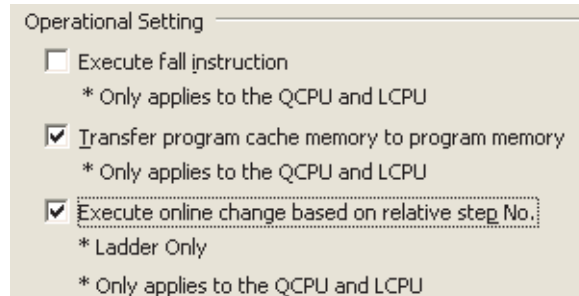 Operational Setting
Execute fall instruction
* Only applies to the QCPU and LCPU
Transfer program cache memory to program memory
* Only applies to the QCPU and LCPU
Execute online change based on relative step No.
* Ladder Only
* Only applies to the QCPU and LCPU